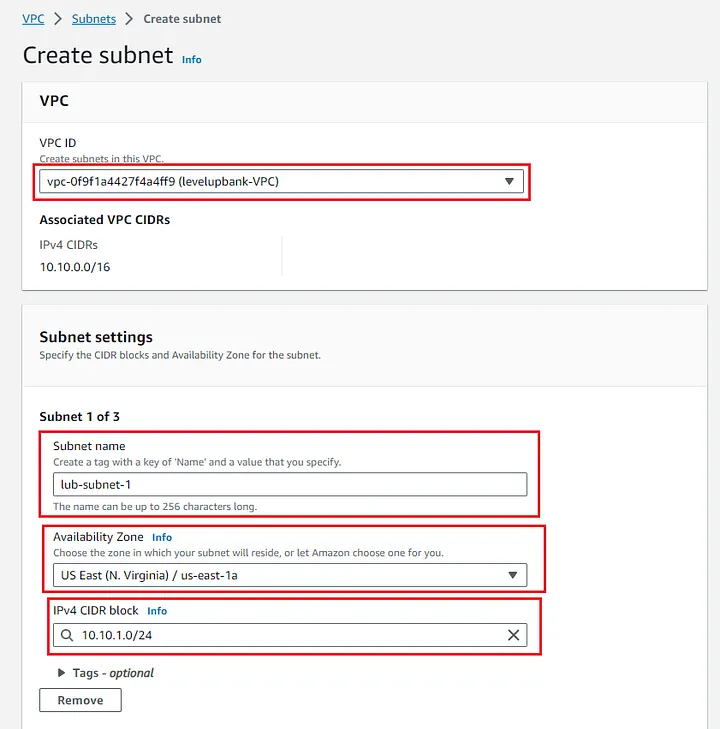 VPC > Subnets > Create subnet
Create subnet Info
VPC
VPC ID
Create subnets in this VPC.
vpc-0f9f1a4427f4a4ff9 (levelupbank-VPC)
Associated VPC CIDRs
IPv4 CIDRs
10.10.0.0/16
Subnet settings
Specify the CIDR blocks and Availability Zone for the subnet.
Subnet 1 of 3
Subnet name
Create a tag with a key of 'Name' and a value that you specify.
lub-subnet-1
The name can be up to 256 characters long.
Availability Zone Info
Choose the zone in which your subnet will reside, or let Amazon choose one for you.
US East (N. Virginia) / us-east-1a
IPv4 CIDR block Info
10.10.1.0/24
Tags - optional
Remove